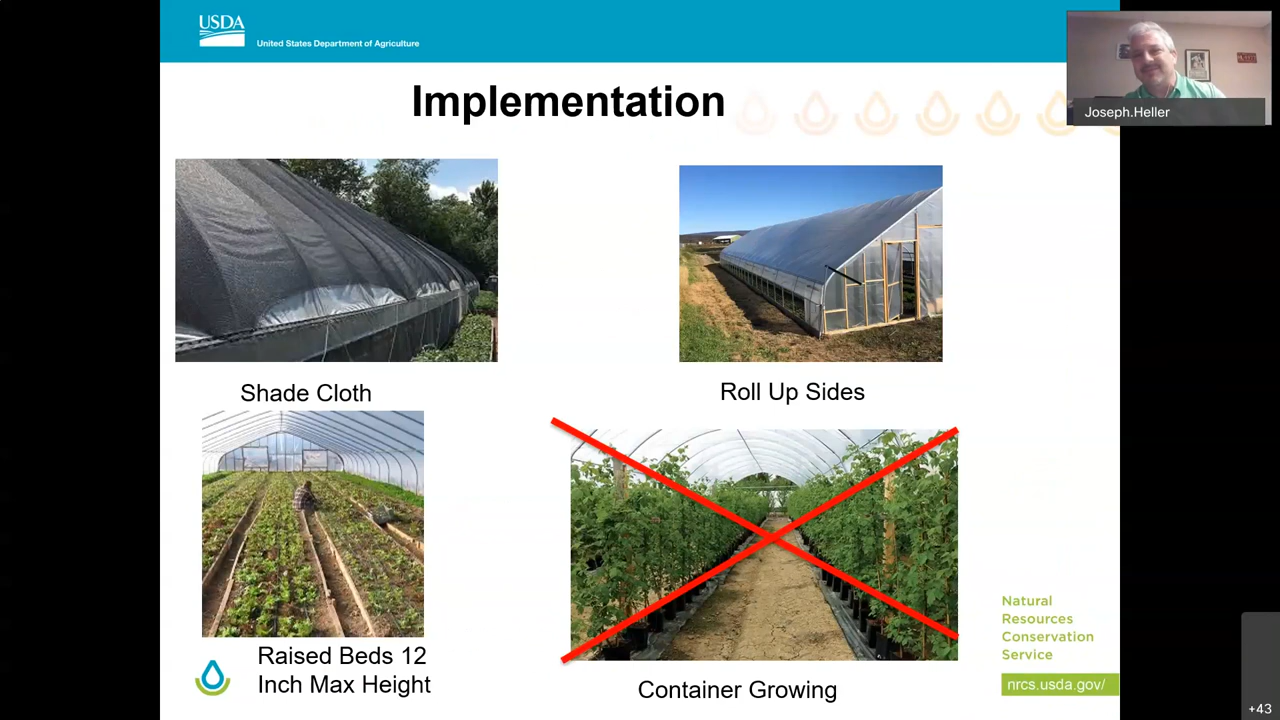 USDA
United States Department of Agriculture
Joseph.Heller
Implementation
Shade Cloth
Roll Up Sides
Raised Beds 12
Inch Max Height
Container Growing
Natural
Resources
Conservation
Service
nrcs.usda.gov/
+43